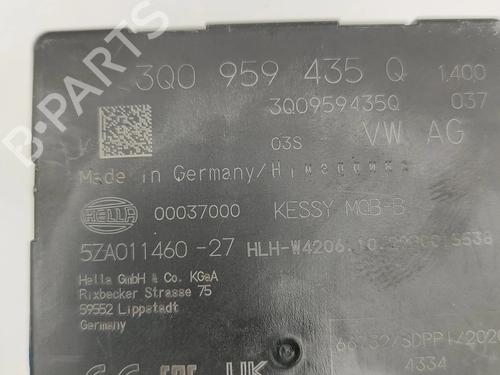 3Q0 959 435 Q 1.400
3Q0959435Q 037
03S VW AG
Made in Germany/
HELLA 00037000 KESSY MQB-B
5ZA011460-27
Hella GmbH & Co. KGaA
Rixbecker Strasse 75
59552 Lippstadt
Germany
4334
UK
B-PARTS